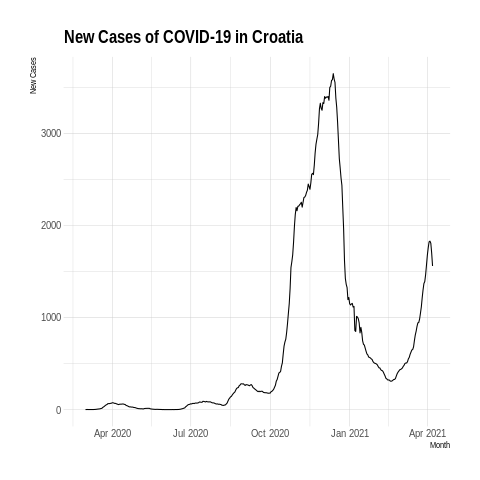 New Cases of COVID-19 in Croatia
New Cases
3000
2000
1000
0
Apr 2020 Jul 2020 Oct 2020 Jan 2021 Apr 2021
Month